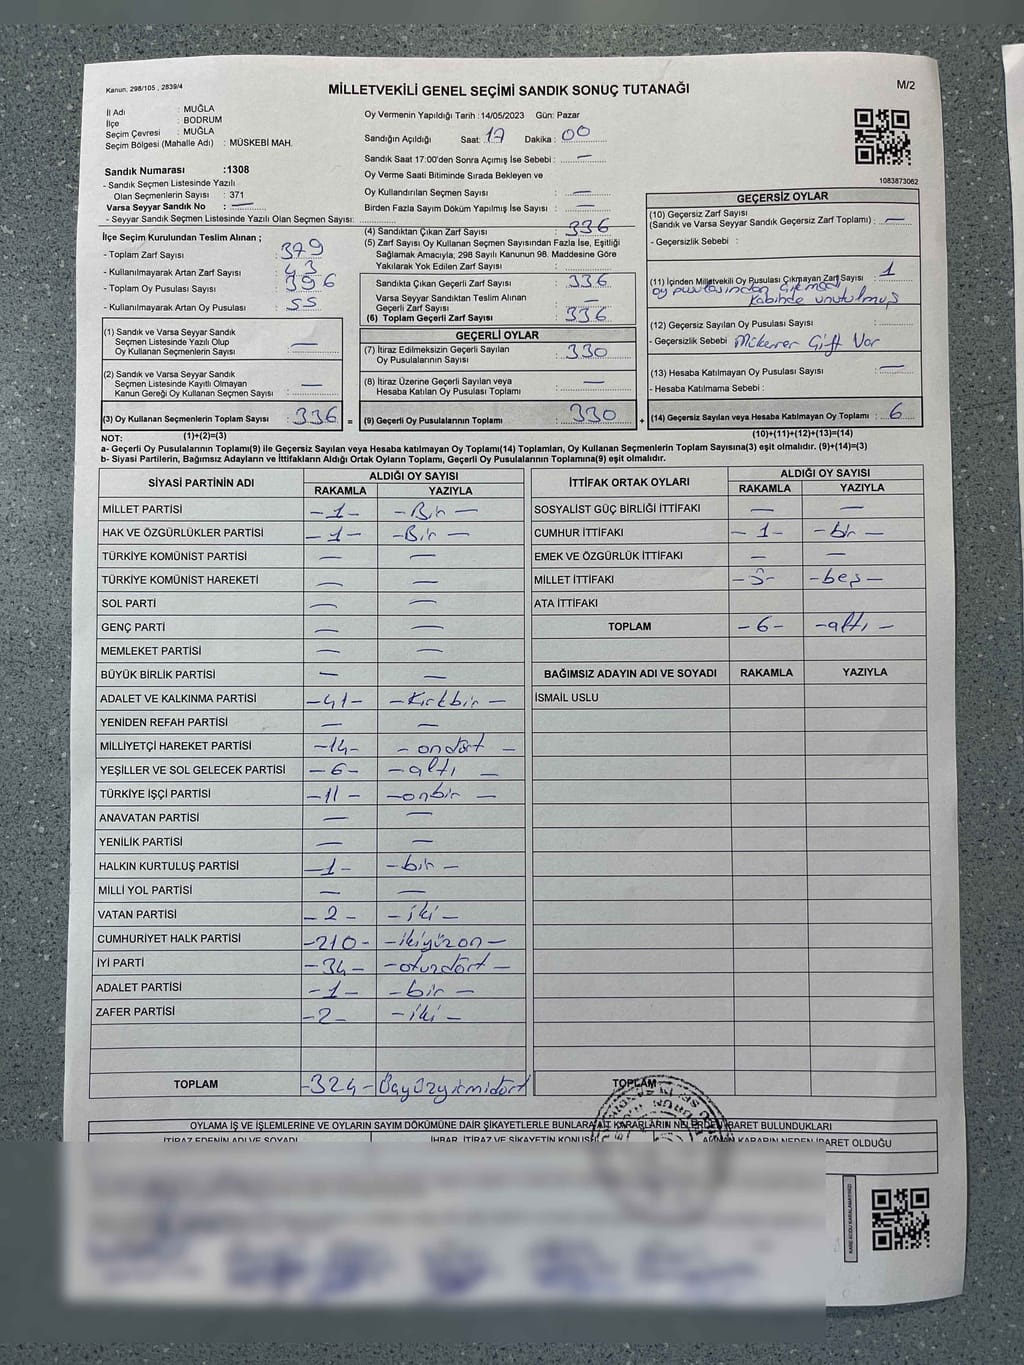 Kanun, 298/105 , 2839/4
MİLLETVEKİLİ GENEL SEÇİMİ SANDIK SONUÇ TUTANAĞI
M/2
İl Adı : MUĞLA
İlçe : BODRUM
Seçim Çevresi : MUĞLA
Seçim Bölgesi (Mahalle Adı) : MÜSKEBİ MAH.
Sandık Numarası :1308
- Sandık Seçmen Listesinde Yazılı
Olan Seçmenlerin Sayısı : 371
Varsa Seyyar Sandık No : —
- Seyyar Sandık Seçmen Listesinde Yazılı Olan Seçmen Sayısı:
Oy Vermenin Yapıldığı Tarih :14/05/2023 Gün: Pazar
Sandığın Açıldığı Saat: 17 Dakika : 00
Sandık Saat 17:00'den Sonra Açımış İse Sebebi : —
Oy Verme Saati Bitiminde Sırada Bekleyen ve
Oy Kullandırılan Seçmen Sayısı : —
Birden Fazla Sayım Döküm Yapılmış İse Sayısı : —
1083873062
İlçe Seçim Kurulundan Teslim Alınan ;
- Toplam Zarf Sayısı : 379
- Kullanılmayarak Artan Zarf Sayısı : 43
- Toplam Oy Pusulası Sayısı : 396
- Kullanılmayarak Artan Oy Pusulası : 55
(1) Sandık ve Varsa Seyyar Sandık
Seçmen Listesinde Yazılı Olup
Oy Kullanan Seçmenlerin Sayısı : —
(2) Sandık ve Varsa Seyyar Sandık
Seçmen Listesinde Kayıtlı Olmayan
Kanun Gereği Oy Kullanan Seçmen Sayısı : —
(3) Oy Kullanan Seçmenlerin Toplam Sayısı : 336 =
(4) Sandıktan Çıkan Zarf Sayısı : 336
(5) Zarf Sayısı Oy Kullanan Seçmen Sayısından Fazla İse, Eşitliği
Sağlamak Amacıyla; 298 Sayılı Kanunun 98. Maddesine Göre
Yakılarak Yok Edilen Zarf Sayısı :
Sandıkta Çıkan Geçerli Zarf Sayısı : 336
Varsa Seyyar Sandıktan Teslim Alınan
Geçerli Zarf Sayısı : —
(6) Toplam Geçerli Zarf Sayısı : 336
GEÇERLİ OYLAR
(7) İtiraz Edilmeksizin Geçerli Sayılan
Oy Pusulalarının Sayısı : 330
(8) İtiraz Üzerine Geçerli Sayılan veya
Hesaba Katılan Oy Pusulası Toplamı : —
(9) Geçerli Oy Pusulalarının Toplamı : 330 +
GEÇERSİZ OYLAR
(10) Geçersiz Zarf Sayısı
(Sandık ve Varsa Seyyar Sandık Geçersiz Zarf Toplamı) : —
- Geçersizlik Sebebi :
(11) İçinden Milletvekili Oy Pusulası Çıkmayan Zarf Sayısı : 1
oy pusulasından çıkmadı
kabinde unutulmuş
(12) Geçersiz Sayılan Oy Pusulası Sayısı :
- Geçersizlik Sebebi : Mükerrer Çift Var
(13) Hesaba Katılmayan Oy Pusulası Sayısı : —
- Hesaba Katılmama Sebebi :
(14) Geçersiz Sayılan veya Hesaba Katılmayan Oy Toplamı : 6
NOT: (1)+(2)=(3) (10)+(11)+(12)+(13)=(14)
a- Geçerli Oy Pusulalarının Toplamı(9) ile Geçersiz Sayılan veya Hesaba katılmayan Oy Toplamı(14) Toplamları, Oy Kullanan Seçmenlerin Toplam Sayısına(3) eşit olmalıdır. (9)+(14)=(3)
b- Siyasi Partilerin, Bağımsız Adayların ve İttifakların Aldığı Ortak Oyların Toplamı, Geçerli Oy Pusulalarının Toplamına(9) eşit olmalıdır.
SİYASİ PARTİNİN ADI ALDIĞI OY SAYISI
RAKAMLA YAZIYLA
MİLLET PARTİSİ -1- -Bir-
HAK VE ÖZGÜRLÜKLER PARTİSİ -1- -Bir-
TÜRKİYE KOMÜNİST PARTİSİ — —
TÜRKİYE KOMÜNİST HAREKETİ — —
SOL PARTİ — —
GENÇ PARTİ — —
MEMLEKET PARTİSİ — —
BÜYÜK BİRLİK PARTİSİ — —
ADALET VE KALKINMA PARTİSİ -41- -Kırkbir-
YENİDEN REFAH PARTİSİ — —
MİLLİYETÇİ HAREKET PARTİSİ -14- -ondört-
YEŞİLLER VE SOL GELECEK PARTİSİ -6- -altı-
TÜRKİYE İŞÇİ PARTİSİ -11- -onbir-
ANAVATAN PARTİSİ — —
YENİLİK PARTİSİ — —
HALKIN KURTULUŞ PARTİSİ -1- -bir-
MİLLİ YOL PARTİSİ — —
VATAN PARTİSİ -2- -iki-
CUMHURİYET HALK PARTİSİ -210- -ikiyüzon-
İYİ PARTİ -34- -otuzdört-
ADALET PARTİSİ -1- -bir-
ZAFER PARTİSİ -2- -iki-
TOPLAM -324- Üçyüzyirmidört
İTTİFAK ORTAK OYLARI ALDIĞI OY SAYISI
RAKAMLA YAZIYLA
SOSYALİST GÜÇ BİRLİĞİ İTTİFAKI — —
CUMHUR İTTİFAKI -1- -bir-
EMEK VE ÖZGÜRLÜK İTTİFAKI — —
MİLLET İTTİFAKI -5- -beş-
ATA İTTİFAKI
TOPLAM -6- -altı-
BAĞIMSIZ ADAYIN ADI VE SOYADI RAKAMLA YAZIYLA
İSMAİL USLU
TOPLAM
OYLAMA İŞ VE İŞLEMLERİNE VE OYLARIN SAYIM DÖKÜMÜNE DAİR ŞİKAYETLERLE BUNLARA AİT KARARLARIN NELERDEN İBARET BULUNDUKLARI
İTİRAZ EDENİN ADI VE SOYADI İHBAR, İTİRAZ VE ŞİKAYETİN KONUSU ALINAN KARARIN NEDEN İBARET OLDUĞU